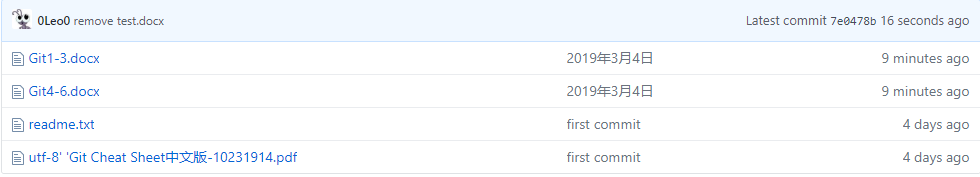 0Leo0 remove test.docx Latest commit 7e0478b 16 seconds ago
Git1-3.docx 2019年3月4日 9 minutes ago
Git4-6.docx 2019年3月4日 9 minutes ago
readme.txt first commit 4 days ago
utf-8' 'Git Cheat Sheet中文版-10231914.pdf first commit 4 days ago